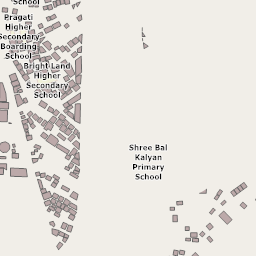 School
Pragati
Higher
Secondary
Boarding
School
Bright Land
Higher
Secondary
School
Shree Bal
Kalyan
Primary
School